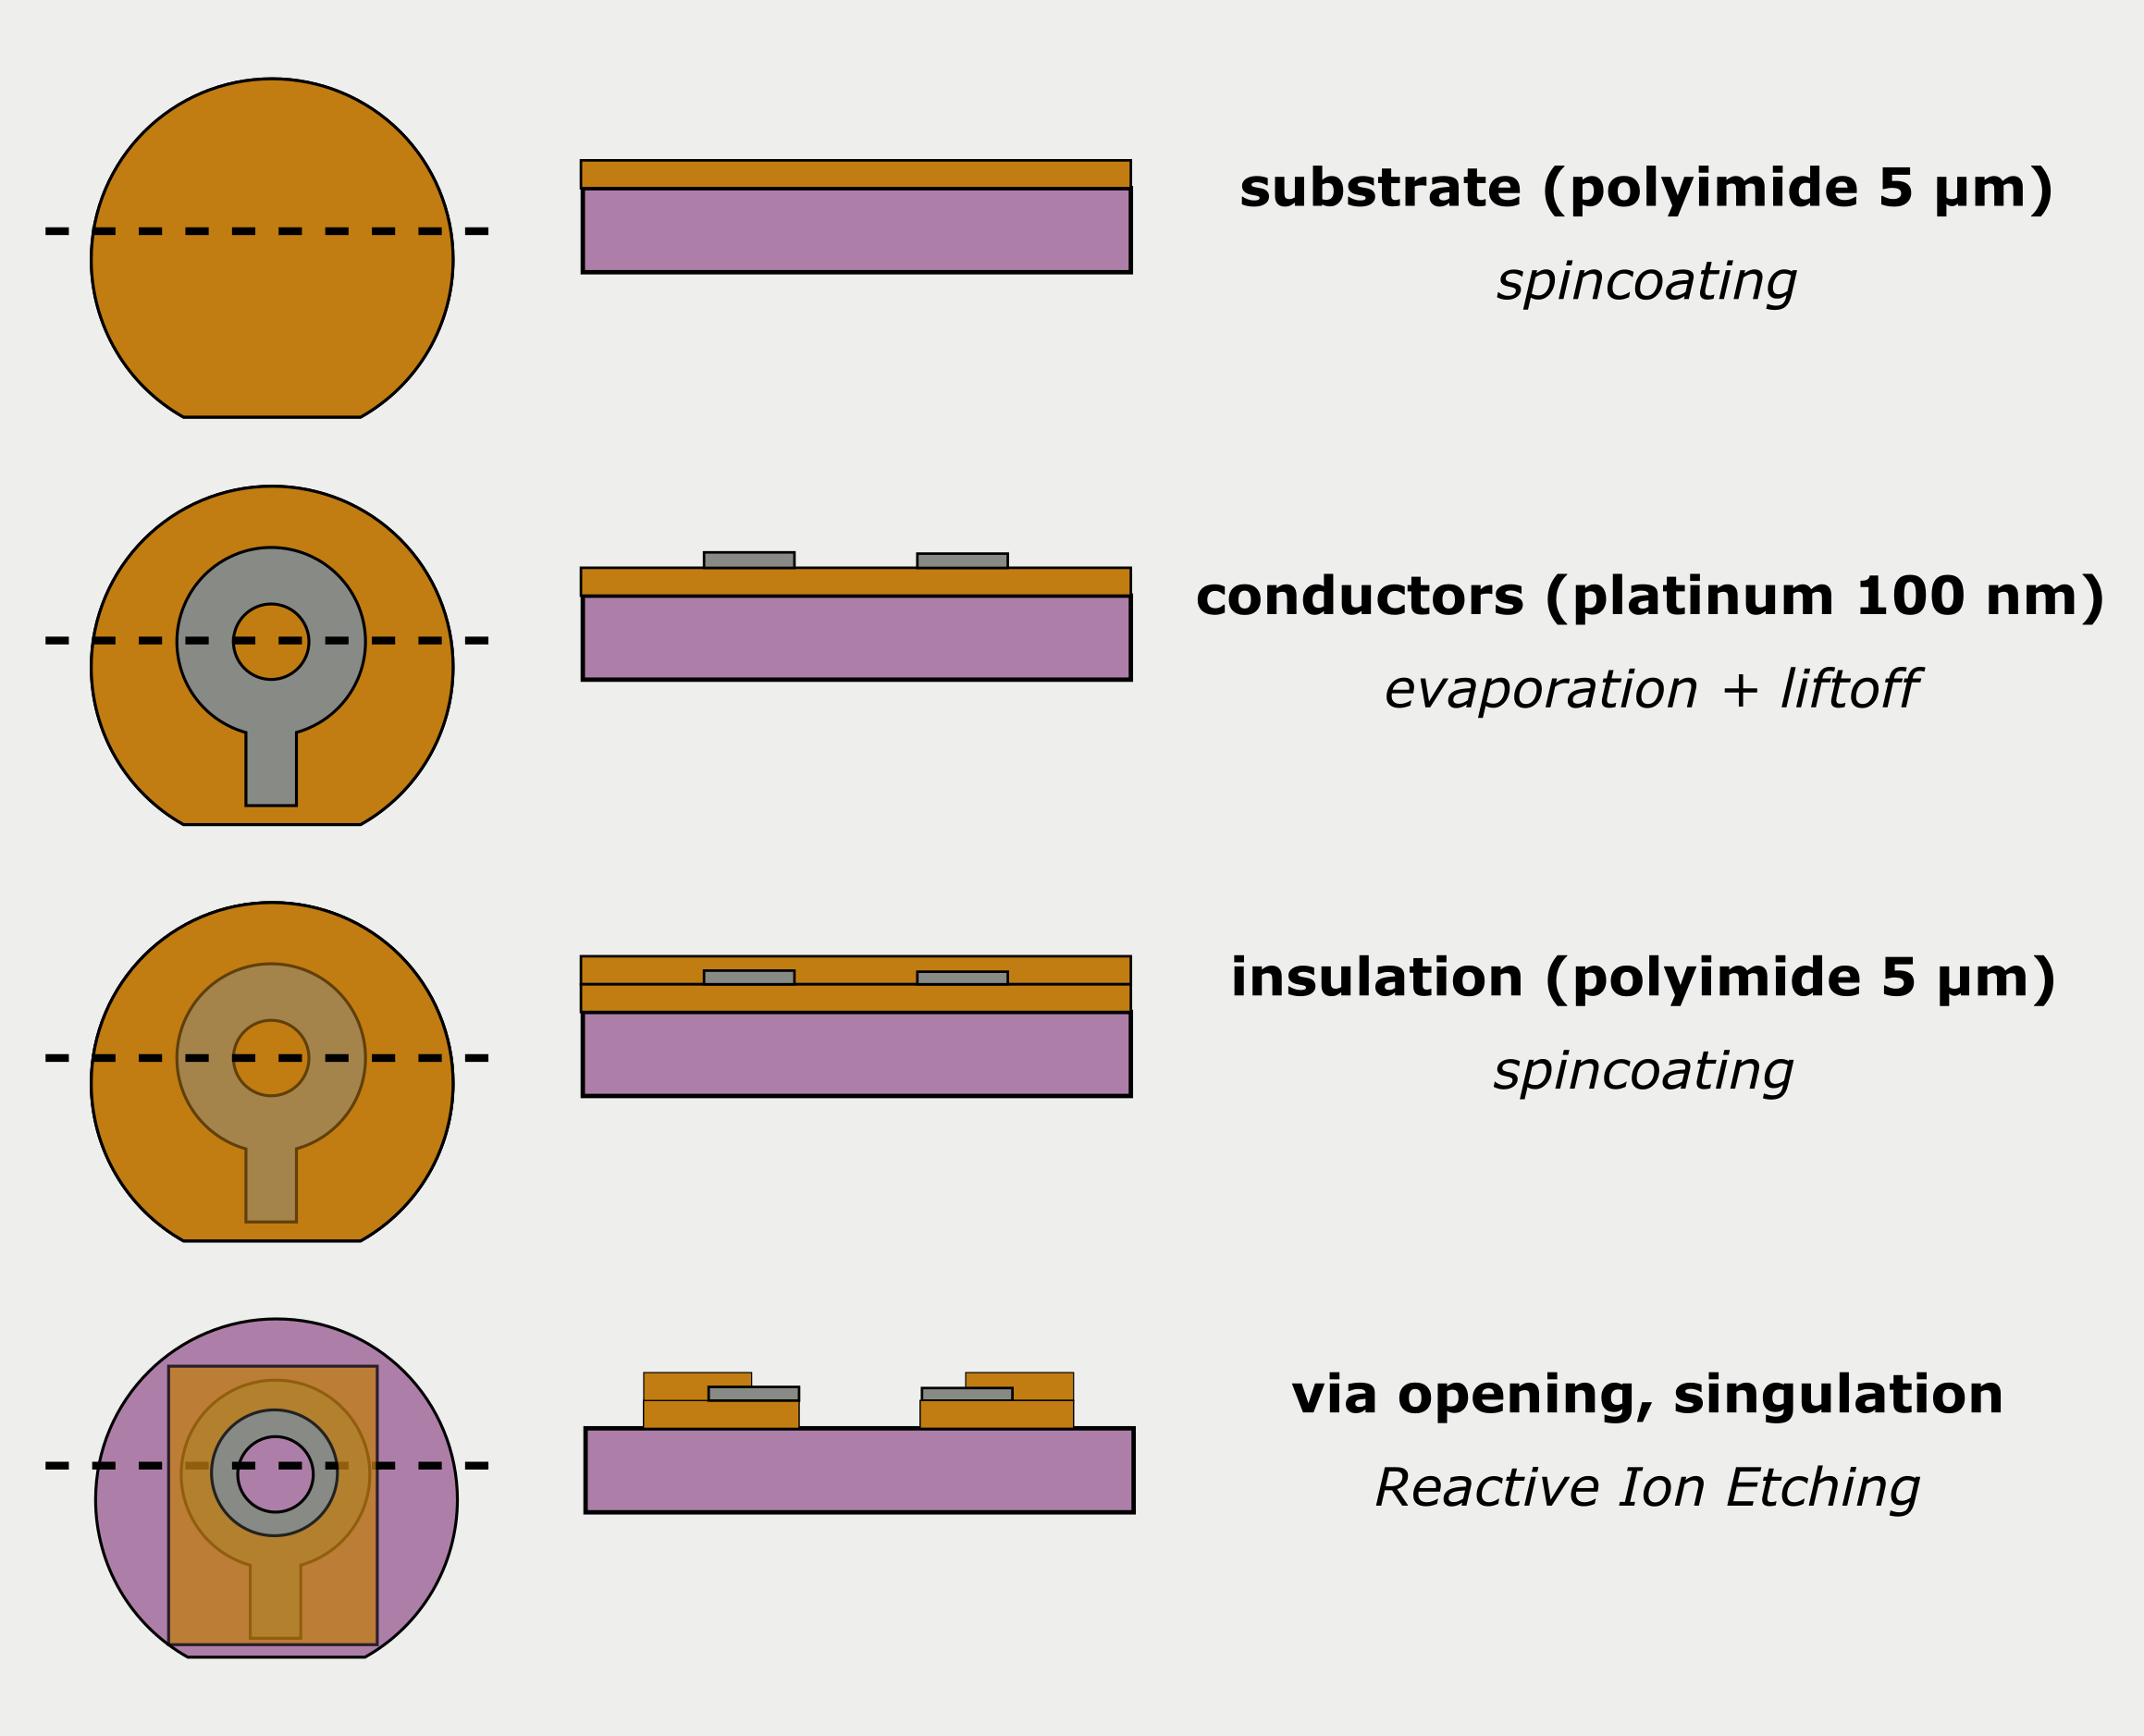 substrate (polyimide 5 µm)
spincoating
conductors (platinum 100 nm)
evaporation + liftoff
insulation (polyimide 5 µm)
spincoating
via opening, singulation
Reactive Ion Etching